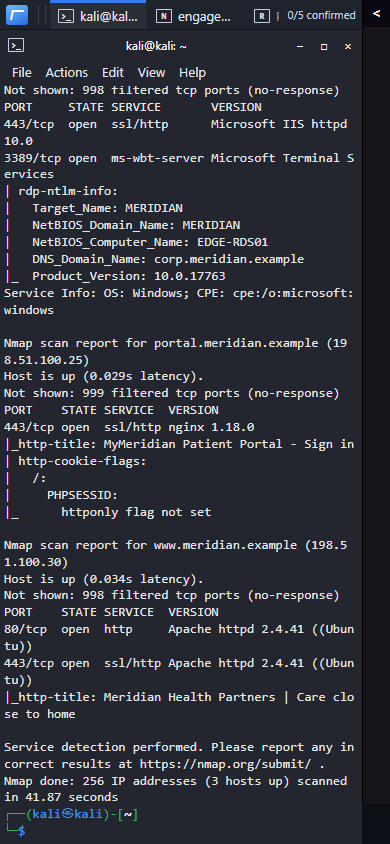 kali@kal... N engage... R 0/5 confirmed <
kali@kali: ~
File Actions Edit View Help
Not shown: 998 filtered tcp ports (no-response)
PORT     STATE SERVICE       VERSION
443/tcp  open  ssl/http      Microsoft IIS httpd
10.0
3389/tcp open  ms-wbt-server Microsoft Terminal S
ervices
| rdp-ntlm-info:
|   Target_Name: MERIDIAN
|   NetBIOS_Domain_Name: MERIDIAN
|   NetBIOS_Computer_Name: EDGE-RDS01
|   DNS_Domain_Name: corp.meridian.example
|_  Product_Version: 10.0.17763
Service Info: OS: Windows; CPE: cpe:/o:microsoft:
windows

Nmap scan report for portal.meridian.example (19
8.51.100.25)
Host is up (0.029s latency).
Not shown: 999 filtered tcp ports (no-response)
PORT    STATE SERVICE  VERSION
443/tcp open  ssl/http nginx 1.18.0
|_http-title: MyMeridian Patient Portal - Sign in
| http-cookie-flags:
|   /:
|     PHPSESSID:
|_      httponly flag not set

Nmap scan report for www.meridian.example (198.5
1.100.30)
Host is up (0.034s latency).
Not shown: 998 filtered tcp ports (no-response)
PORT    STATE SERVICE  VERSION
80/tcp  open  http     Apache httpd 2.4.41 ((Ubun
tu))
443/tcp open  ssl/http Apache httpd 2.4.41 ((Ubun
tu))
|_http-title: Meridian Health Partners | Care clo
se to home

Service detection performed. Please report any in
correct results at https://nmap.org/submit/ .
Nmap done: 256 IP addresses (3 hosts up) scanned
in 41.87 seconds
┌──(kali㉿kali)-[~]
└─$